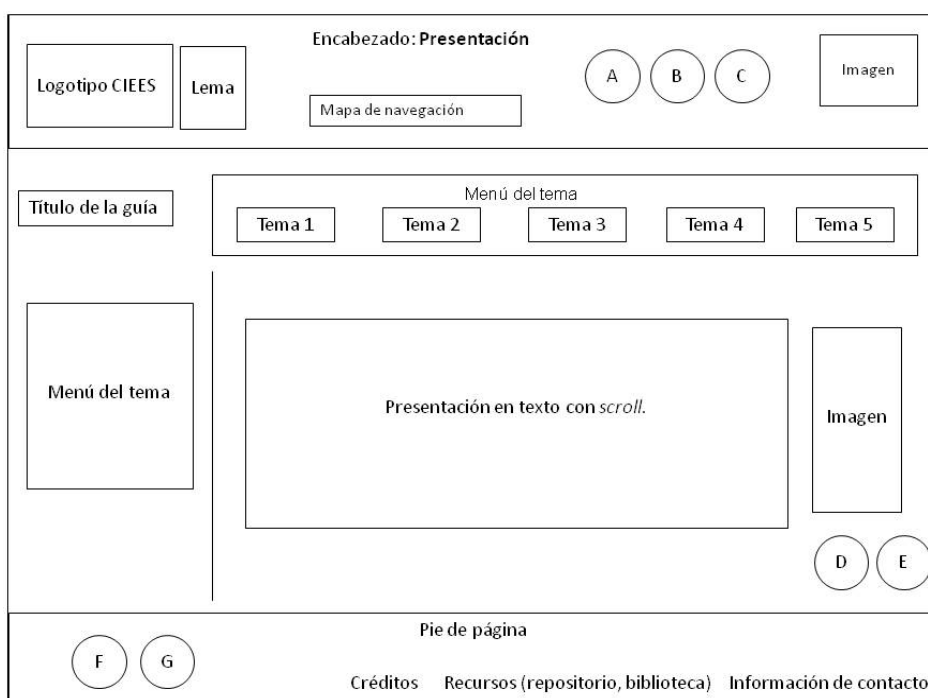 Encabezado: Presentación
Logotipo CIEES
Lema
Mapa de navegación
A
B
C
Imagen
Título de la guía
Menú del tema
Tema 1
Tema 2
Tema 3
Tema 4
Tema 5
Menú del tema
Presentación en texto con scroll.
Imagen
D
E
Pie de página
F
G
Créditos
Recursos (repositorio, biblioteca)
Información de contacto